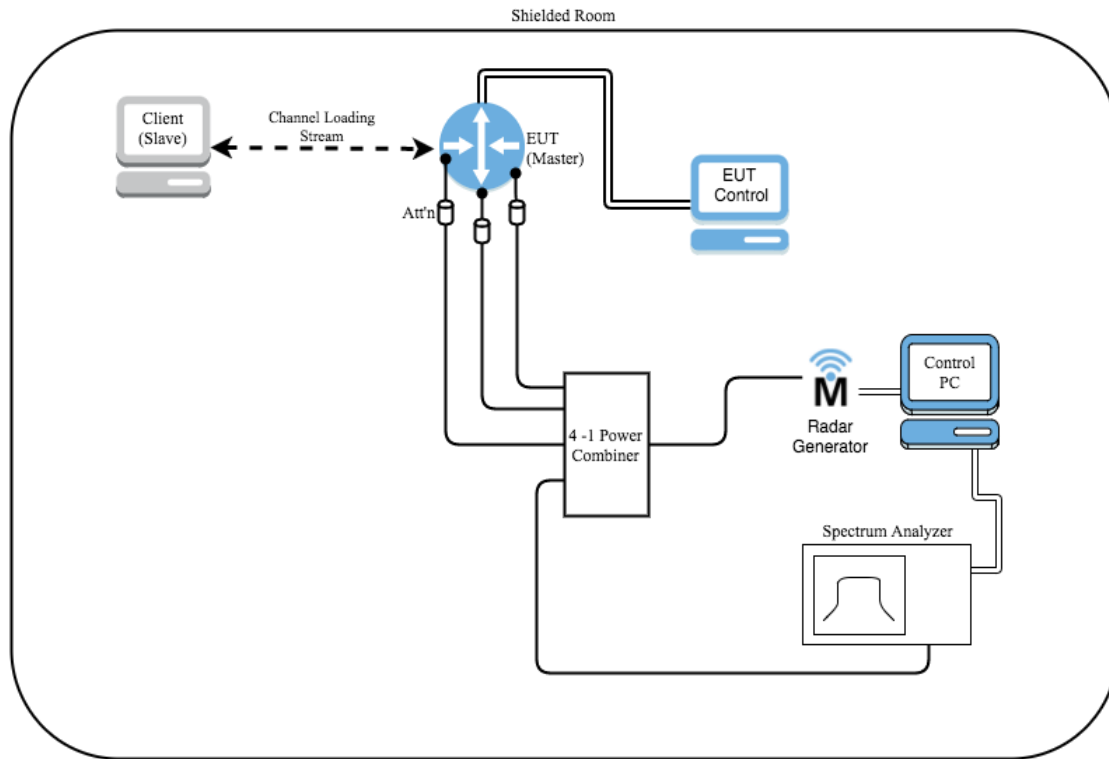 Shielded Room
Client
(Slave)
Channel Loading
Stream
EUT
(Master)
Att'n
EUT
Control
4 -1 Power
Combiner
M
Radar
Generator
Control
PC
Spectrum Analyzer